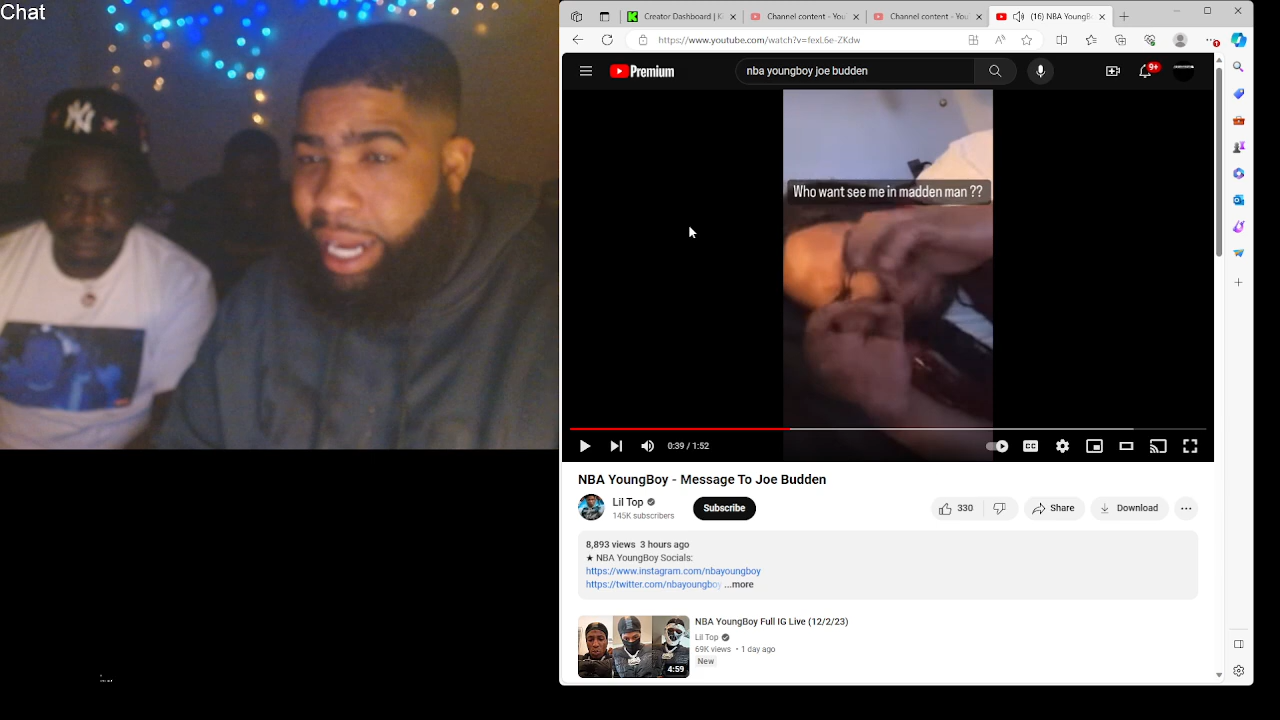 Chat
NY
Creator Dashboard | K
Channel content - You
Channel content - You
(16) NBA YoungB
https://www.youtube.com/watch?v=fexL6e-ZKdw
Premium
nba youngboy joe budden
9+
Who want see me in madden man ??
0:39 / 1:52
CC
NBA YoungBoy - Message To Joe Budden
Lil Top
145K subscribers
Subscribe
330
Share
Download
8,893 views 3 hours ago
★ NBA YoungBoy Socials:
https://www.instagram.com/nbayoungboy
https://twitter.com/nbayoungboy ...more
4:59
NBA YoungBoy Full IG Live (12/2/23)
Lil Top
69K views • 1 day ago
New